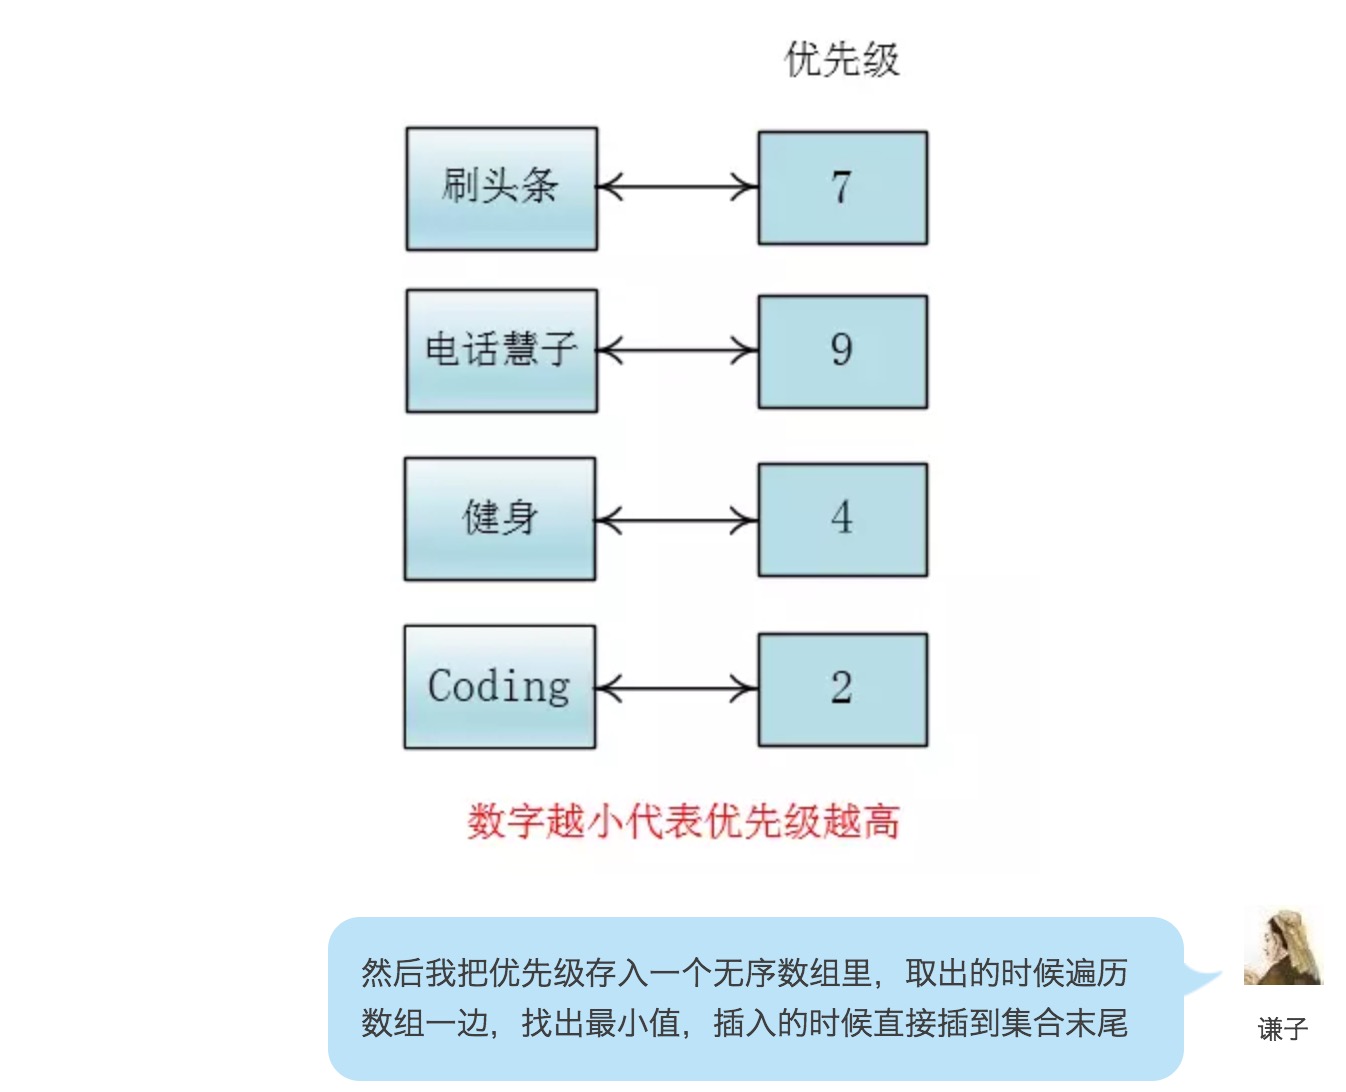 优先级
刷头条
7
电话慧子
9
健身
4
Coding
2
数字越小代表优先级越高
然后我把优先级存入一个无序数组里，取出的时候遍历
数组一边，找出最小值，插入的时候直接插到集合末尾
谦子